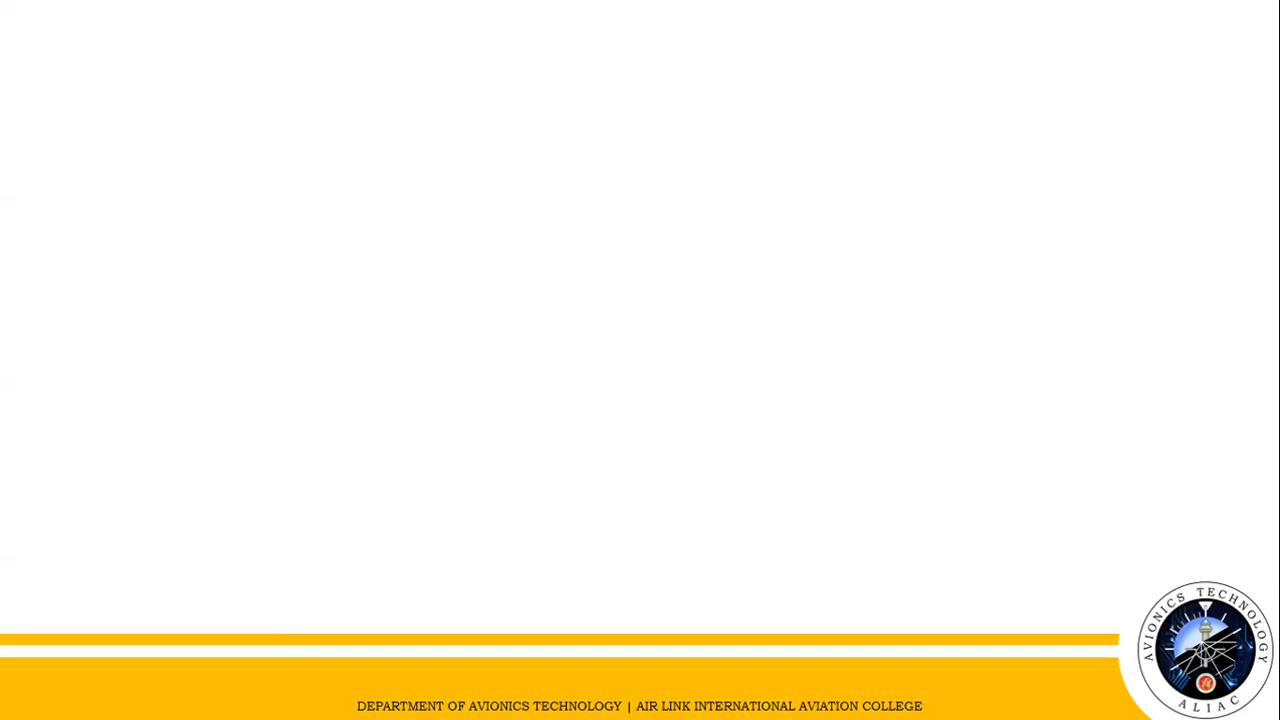 AVIONICS TECHNOLOGY
ALIAC
DEPARTMENT OF AVIONICS TECHNOLOGY | AIR LINK INTERNATIONAL AVIATION COLLEGE